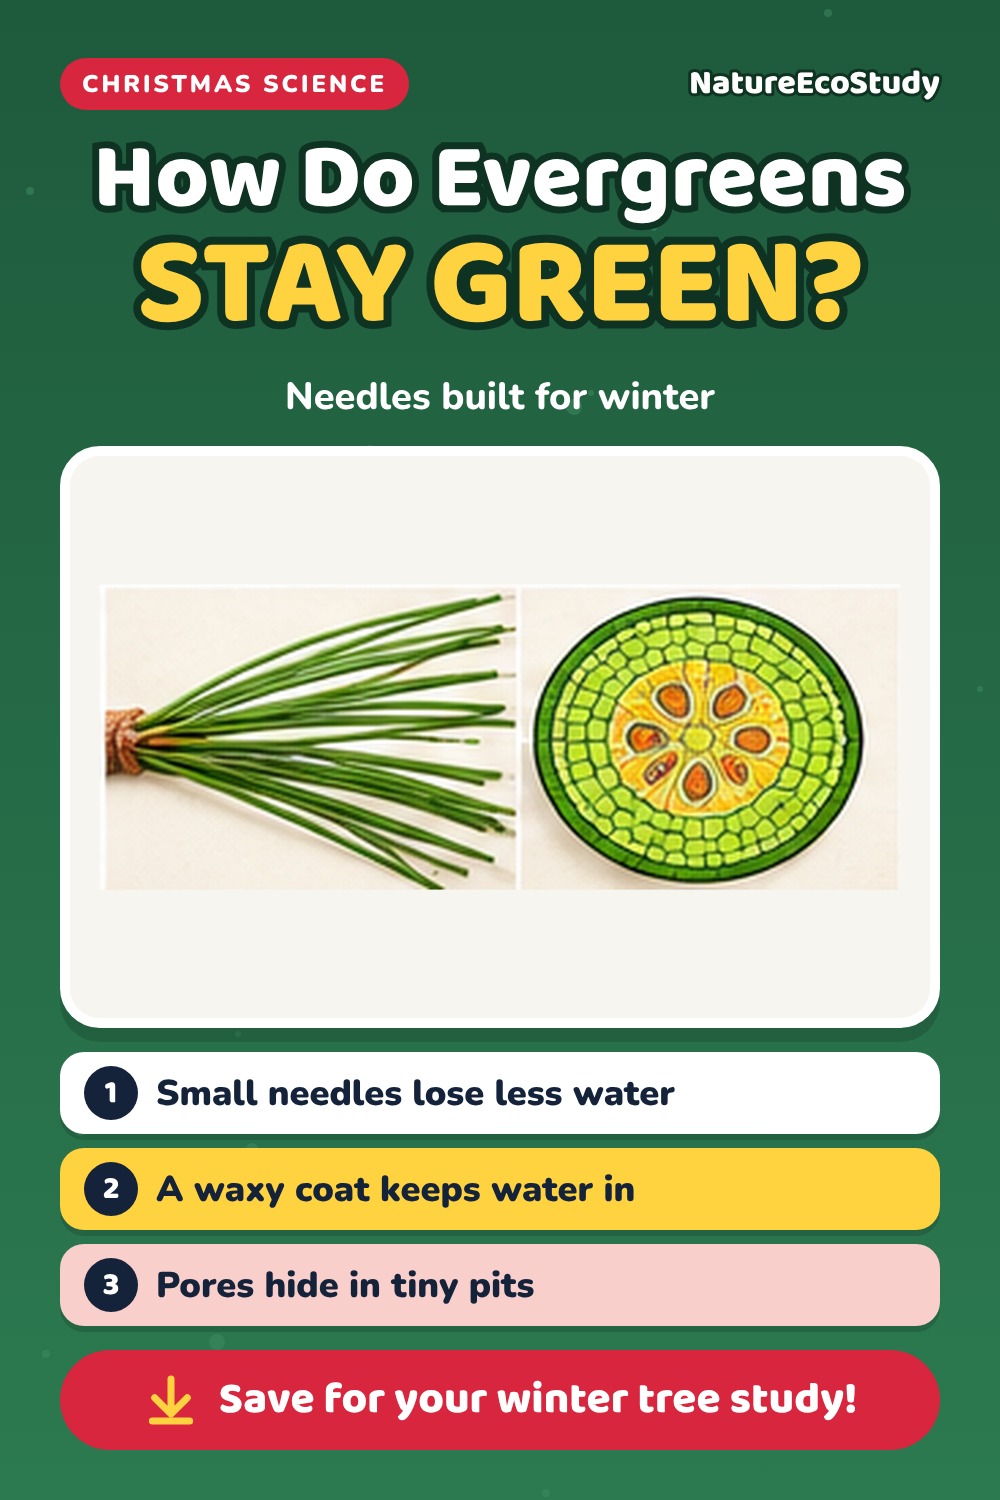 CHRISTMAS SCIENCE
NatureEcoStudy
How Do Evergreens
STAY GREEN?
Needles built for winter
1 Small needles lose less water
2 A waxy coat keeps water in
3 Pores hide in tiny pits
Save for your winter tree study!